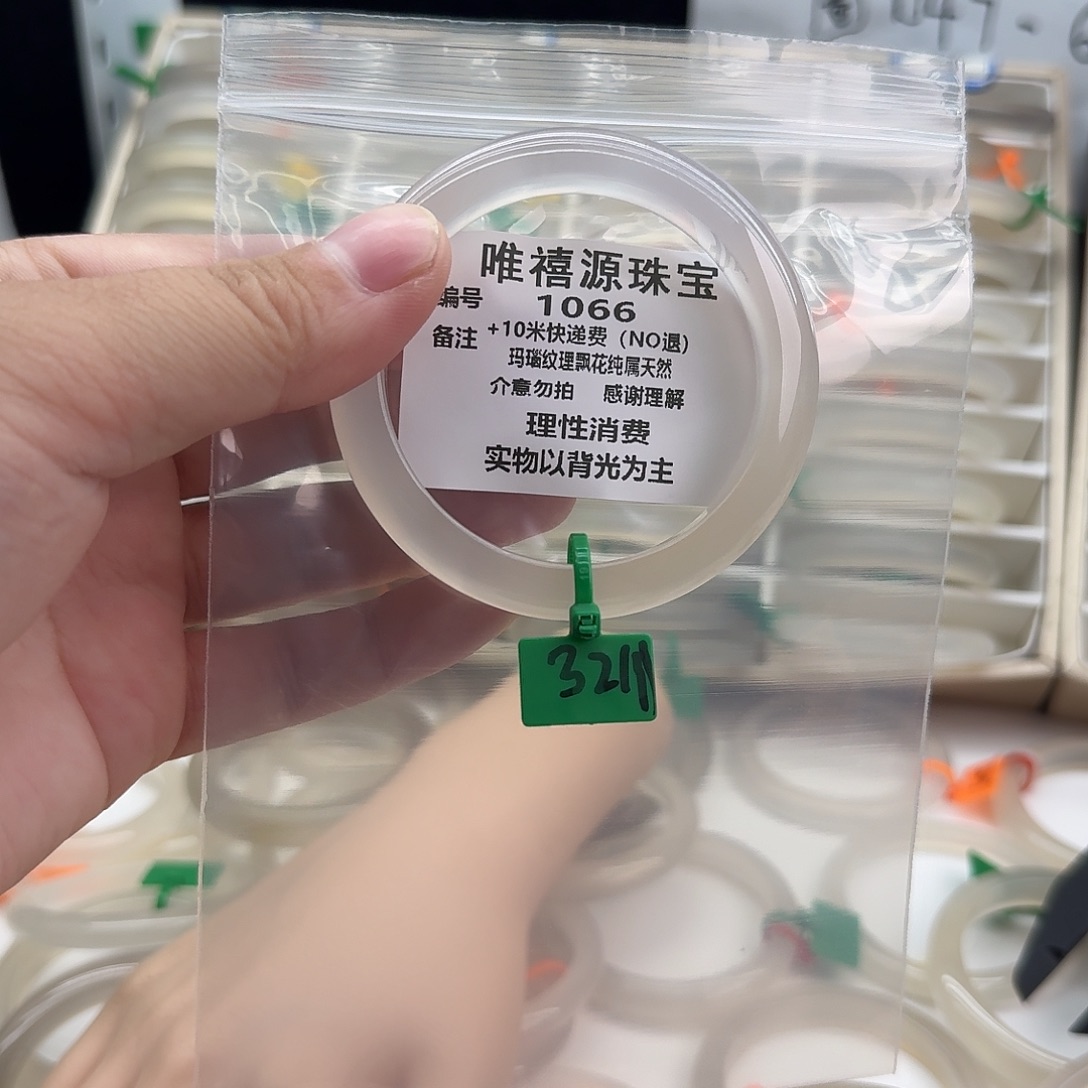 唯禧源珠宝
编号 1066
备注 +10米快递费（NO退）
玛瑙纹理飘花纯属天然
介意勿拍 感谢理解
理性消费
实物以背光为主